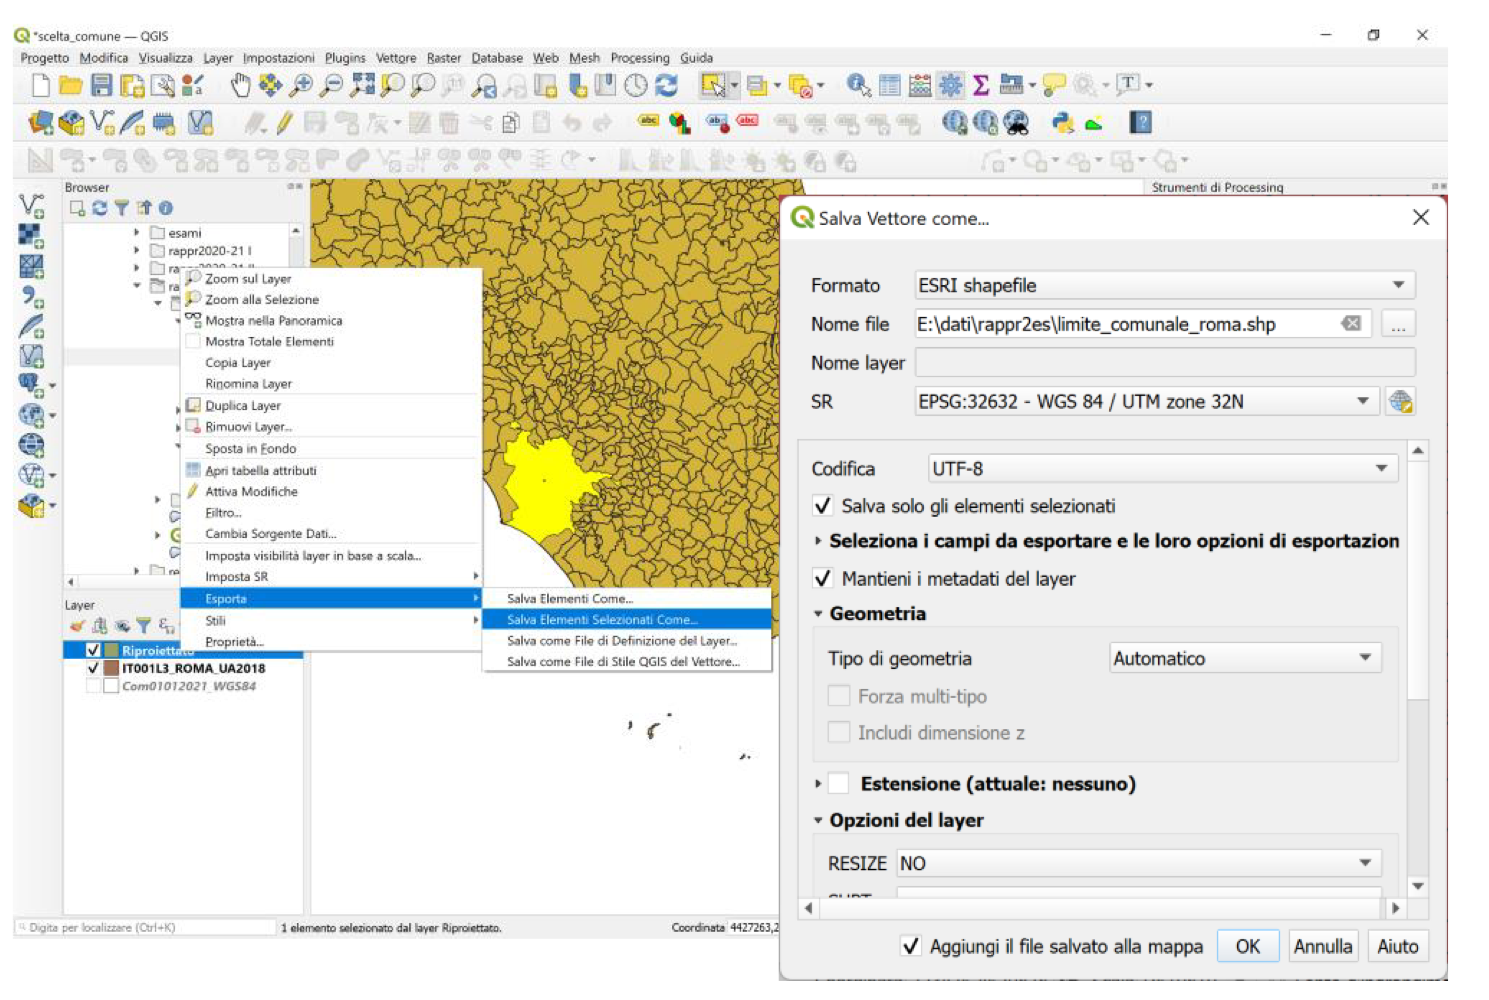 *scelta_comune — QGIS
Progetto Modifica Visualizza Layer Impostazioni Plugins Vettore Raster Database Web Mesh Processing Guida
Browser
esami
rappr2020-21 I
Zoom sul Layer
Zoom alla Selezione
Mostra nella Panoramica
Mostra Totale Elementi
Copia Layer
Rinomina Layer
Duplica Layer
Rimuovi Layer...
Sposta in Fondo
Apri tabella attributi
Attiva Modifiche
Filtro...
Cambia Sorgente Dati...
Imposta visibilità layer in base a scala...
Imposta SR
Esporta
Stili
Proprietà...
Salva Elementi Come...
Salva Elementi Selezionati Come...
Salva come File di Definizione del Layer...
Salva come File di Stile QGIS del Vettore...
Layer
Riproiettato
IT001L3_ROMA_UA2018
Com01012021_WGS84
Digita per localizzare (Ctrl+K)
1 elemento selezionato dal layer Riproiettato.
Coordinata 4427263,2
Strumenti di Processing
Salva Vettore come...
Formato ESRI shapefile
Nome file E:\dati\rappr2es\limite_comunale_roma.shp ...
Nome layer
SR EPSG:32632 - WGS 84 / UTM zone 32N
Codifica UTF-8
Salva solo gli elementi selezionati
Seleziona i campi da esportare e le loro opzioni di esportazion
Mantieni i metadati del layer
Geometria
Tipo di geometria Automatico
Forza multi-tipo
Includi dimensione z
Estensione (attuale: nessuno)
Opzioni del layer
RESIZE NO
Aggiungi il file salvato alla mappa OK Annulla Aiuto